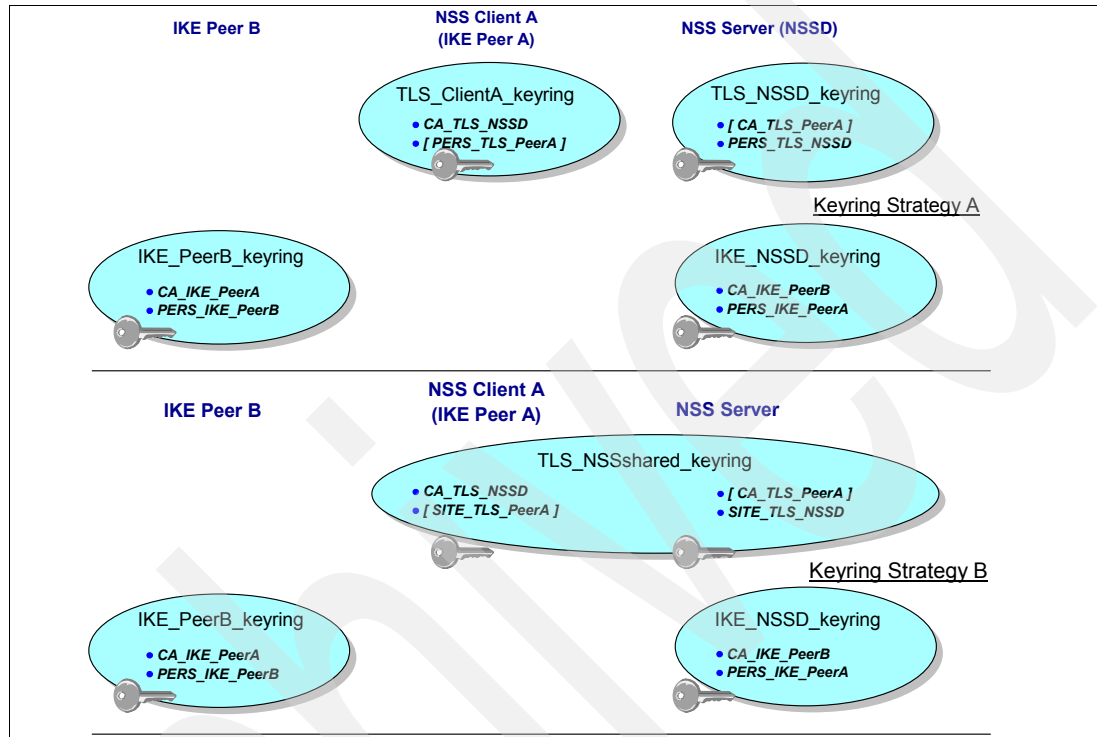 IKE Peer B
NSS Client A
(IKE Peer A)
NSS Server (NSSD)
TLS_ClientA_keyring
• CA_TLS_NSSD
• [ PERS_TLS_PeerA ]
TLS_NSSD_keyring
• [ CA_TLS_PeerA ]
• PERS_TLS_NSSD
Keyring Strategy A
IKE_PeerB_keyring
• CA_IKE_PeerA
• PERS_IKE_PeerB
IKE_NSSD_keyring
• CA_IKE_PeerB
• PERS_IKE_PeerA
IKE Peer B
NSS Client A
(IKE Peer A)
NSS Server
TLS_NSSshared_keyring
• CA_TLS_NSSD
• [ SITE_TLS_PeerA ]
• [ CA_TLS_PeerA ]
• SITE_TLS_NSSD
Keyring Strategy B
IKE_PeerB_keyring
• CA_IKE_PeerA
• PERS_IKE_PeerB
IKE_NSSD_keyring
• CA_IKE_PeerB
• PERS_IKE_PeerA